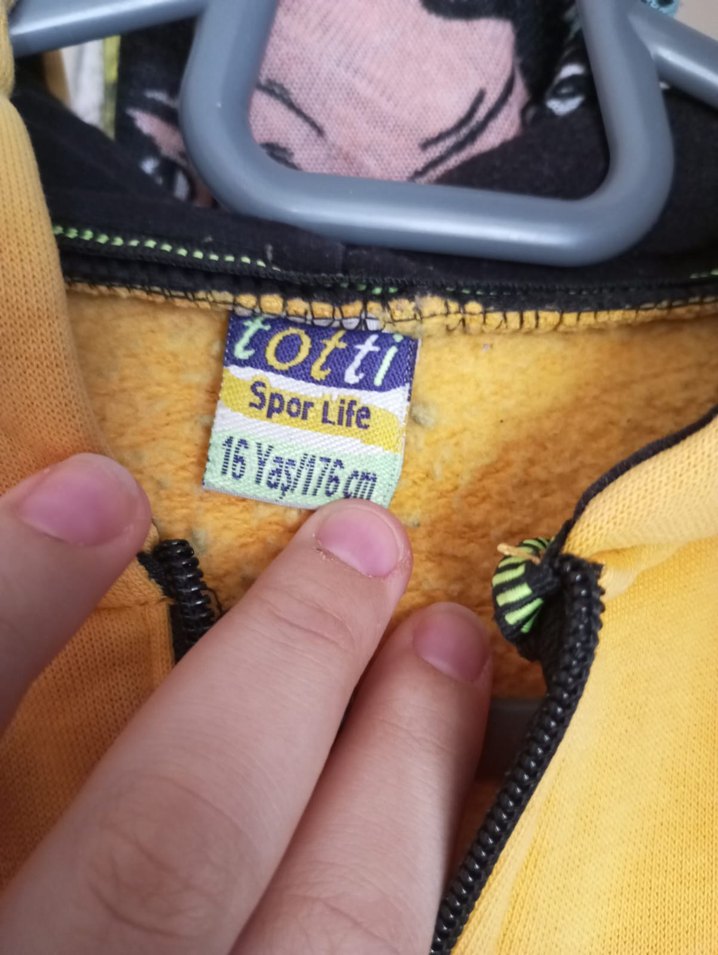 totti
Spor Life
16 Yaş/176 cm